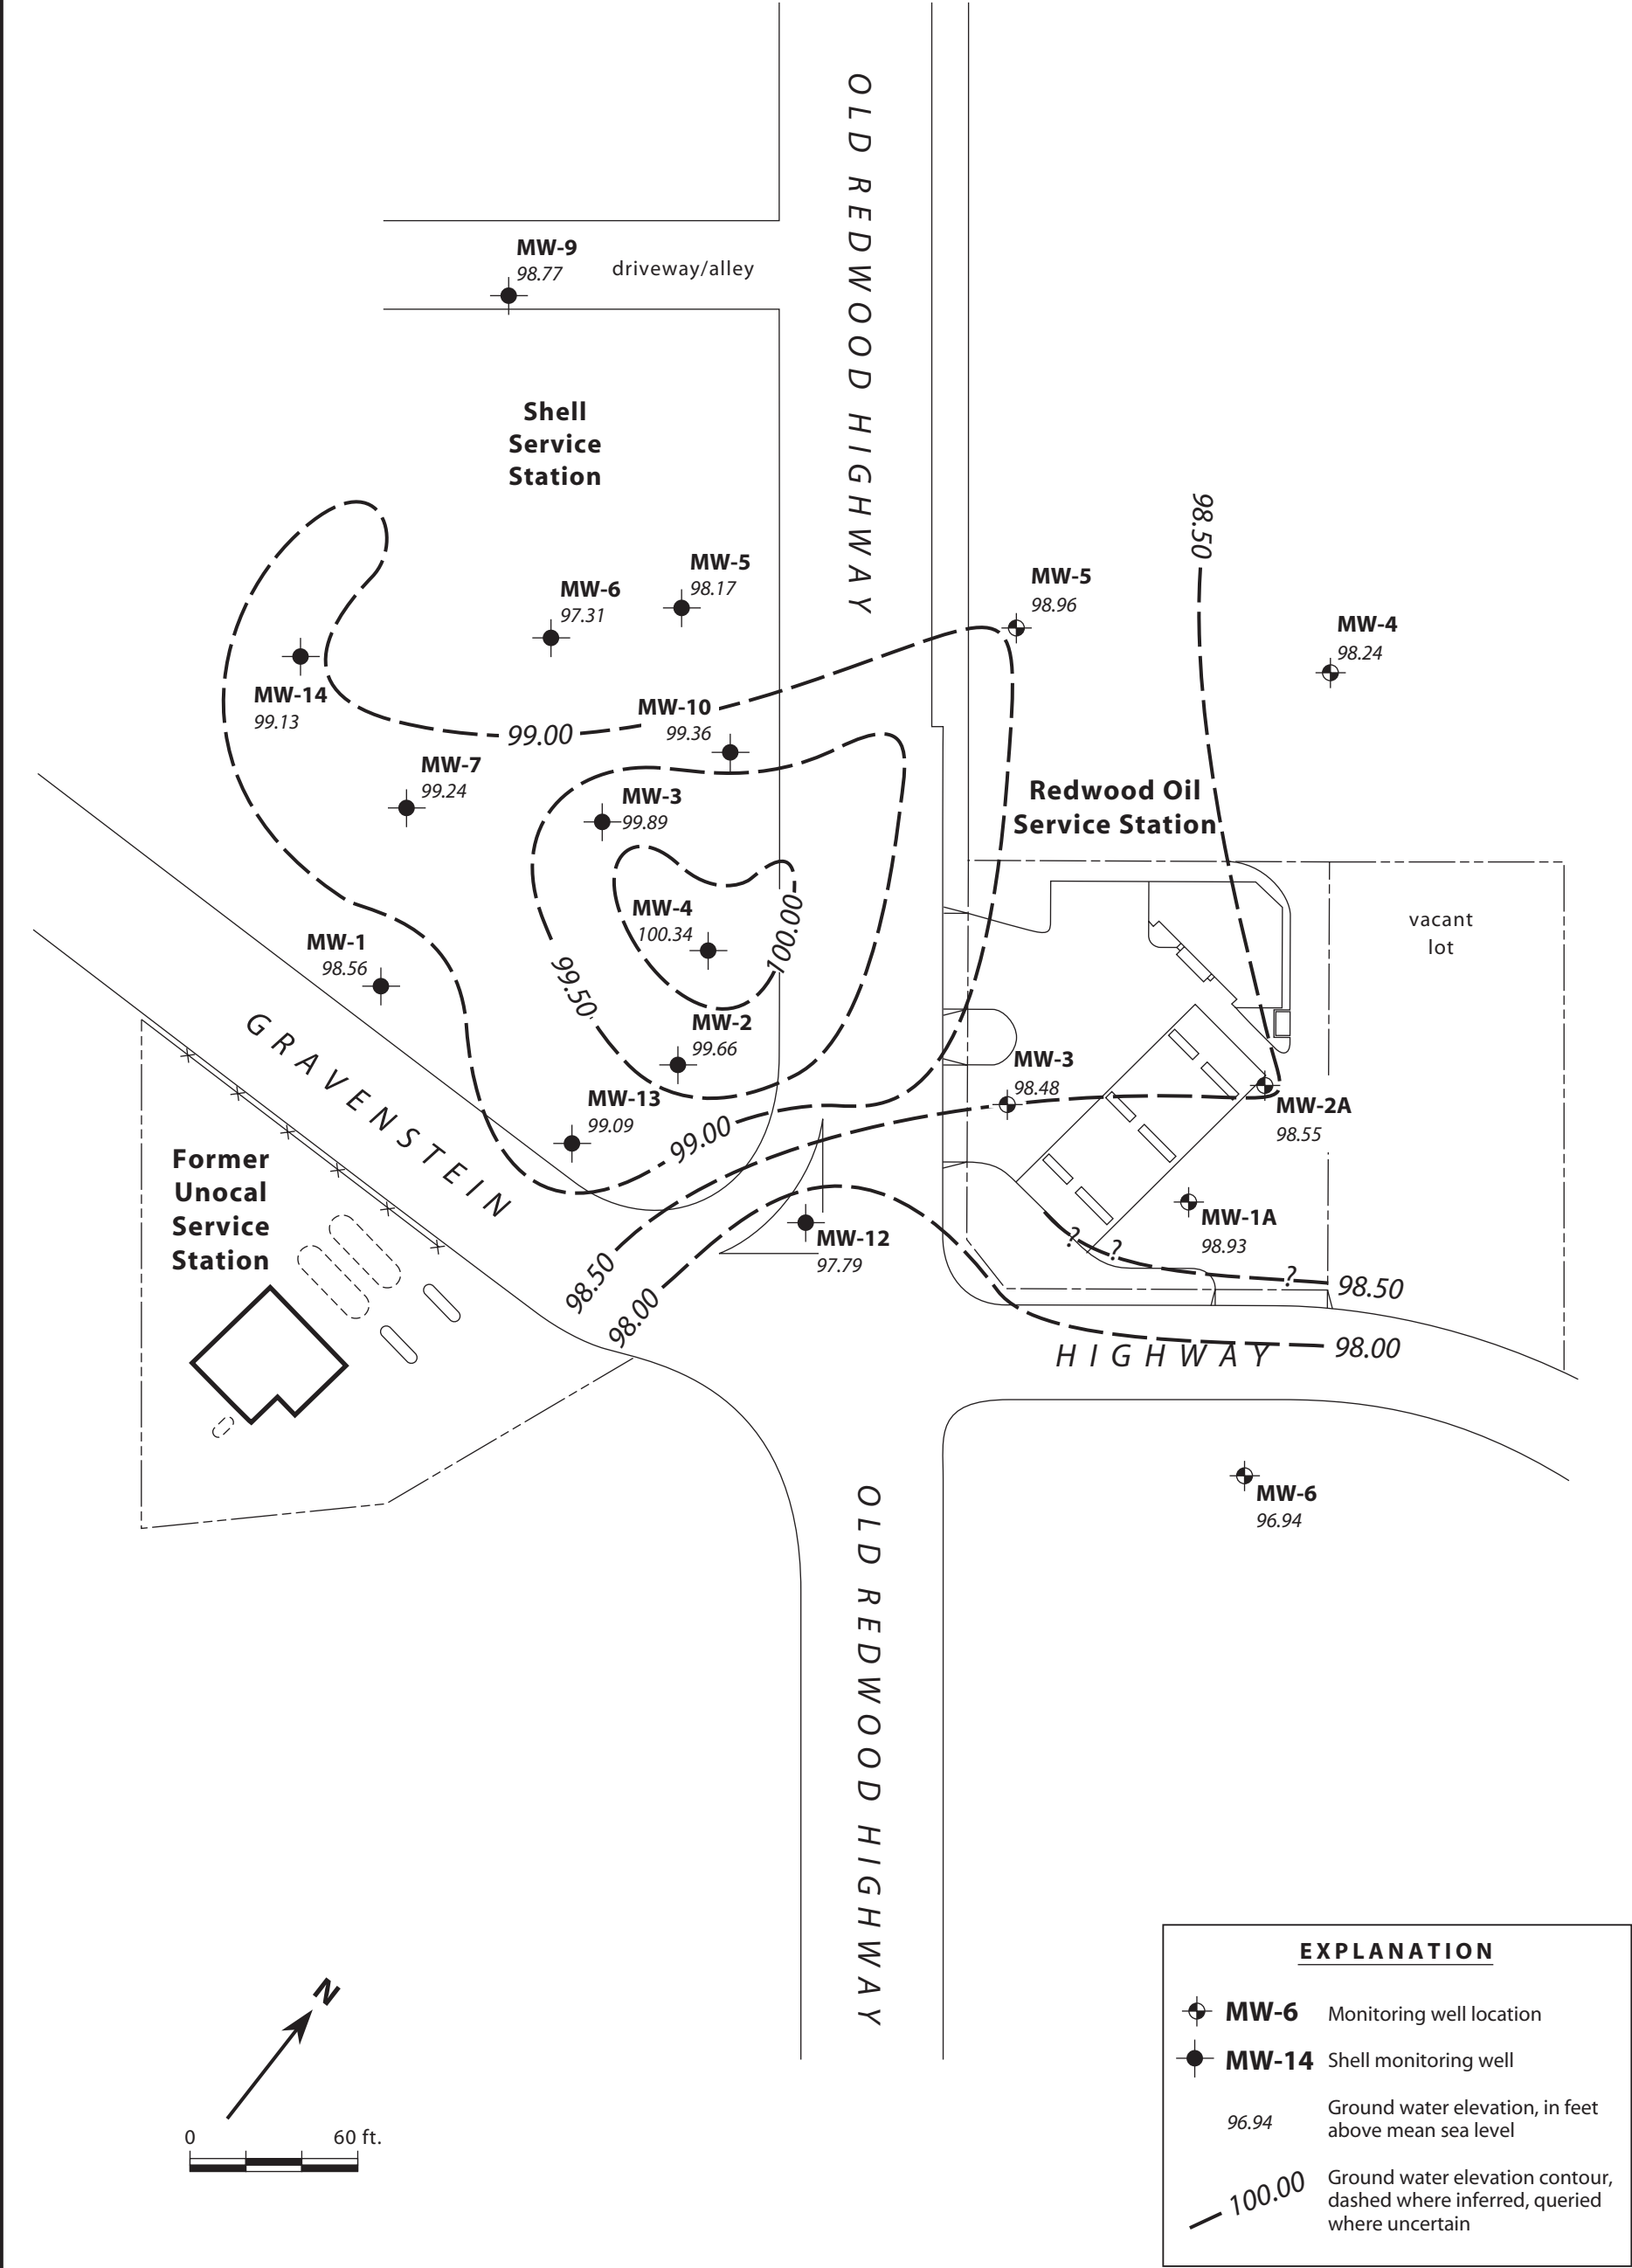 OLD REDWOOD HIGHWAY
MW-9
98.77
driveway/alley
Shell
Service
Station
98.50
MW-5
98.17
MW-6
97.31
MW-5
98.96
MW-4
98.24
MW-14
99.13
MW-10
99.36
99.00
MW-7
99.24
MW-3
99.89
Redwood Oil
Service Station
MW-4
100.34
100.00
vacant
lot
MW-1
98.56
99.50
MW-2
99.66
GRAVENSTEIN
MW-3
98.48
MW-13
99.09
99.00
MW-2A
98.55
Former
Unocal
Service
Station
MW-1A
98.93
MW-12
97.79
?
?
?
98.50
98.50
98.00
98.00
HIGHWAY
MW-6
96.94
OLD REDWOOD HIGHWAY
N
0 60 ft.
EXPLANATION
MW-6 Monitoring well location
MW-14 Shell monitoring well
96.94 Ground water elevation, in feet
above mean sea level
100.00 Ground water elevation contour,
dashed where inferred, queried
where uncertain